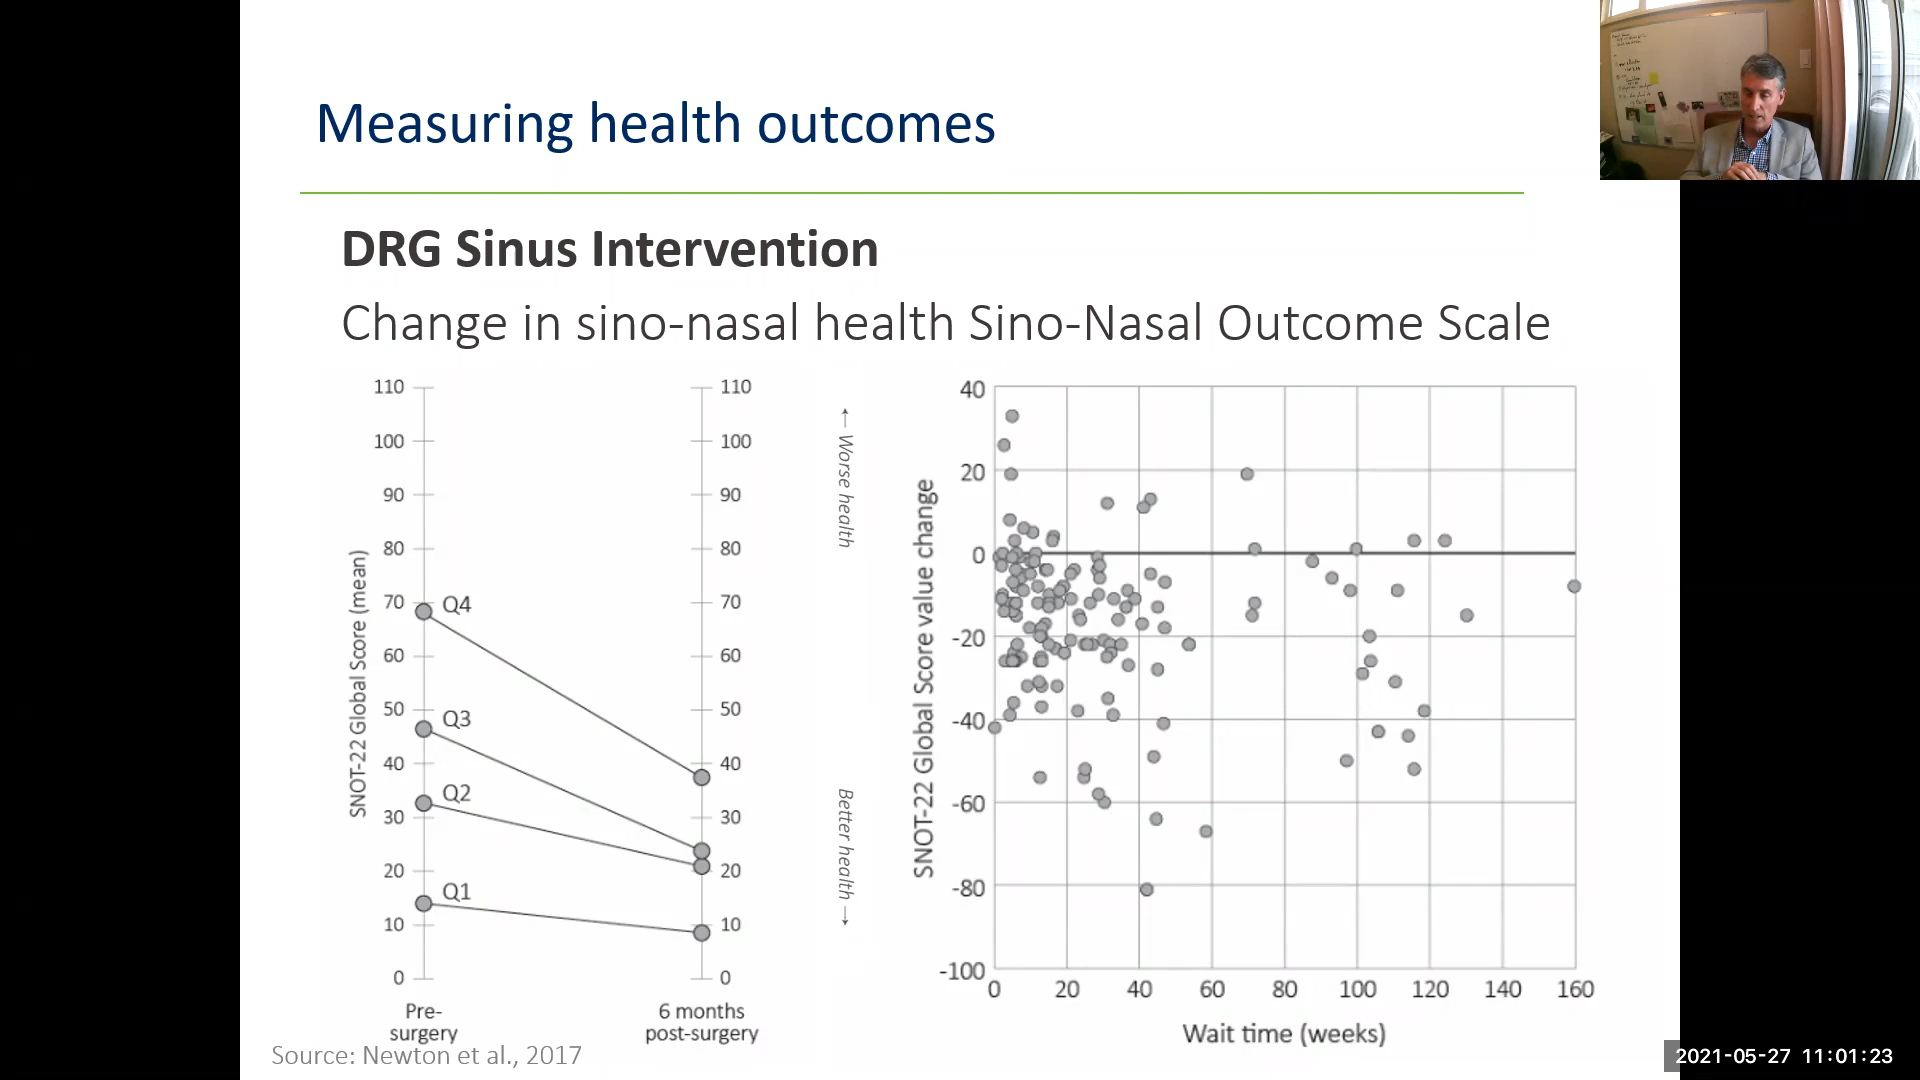 Measuring health outcomes
DRG Sinus Intervention
Change in sino-nasal health Sino-Nasal Outcome Scale
SNOT-22 Global Score (mean)
110
100
90
80
70
60
50
40
30
20
10
0
Q4
Q3
Q2
Q1
110
100
90
80
70
60
50
40
30
20
10
0
Pre-
surgery
6 months
post-surgery
← Worse health
Better health →
SNOT-22 Global Score value change
40
20
0
-20
-40
-60
-80
-100
0 20 40 60 80 100 120 140 160
Wait time (weeks)
Source: Newton et al., 2017
2021-05-27 11:01:23